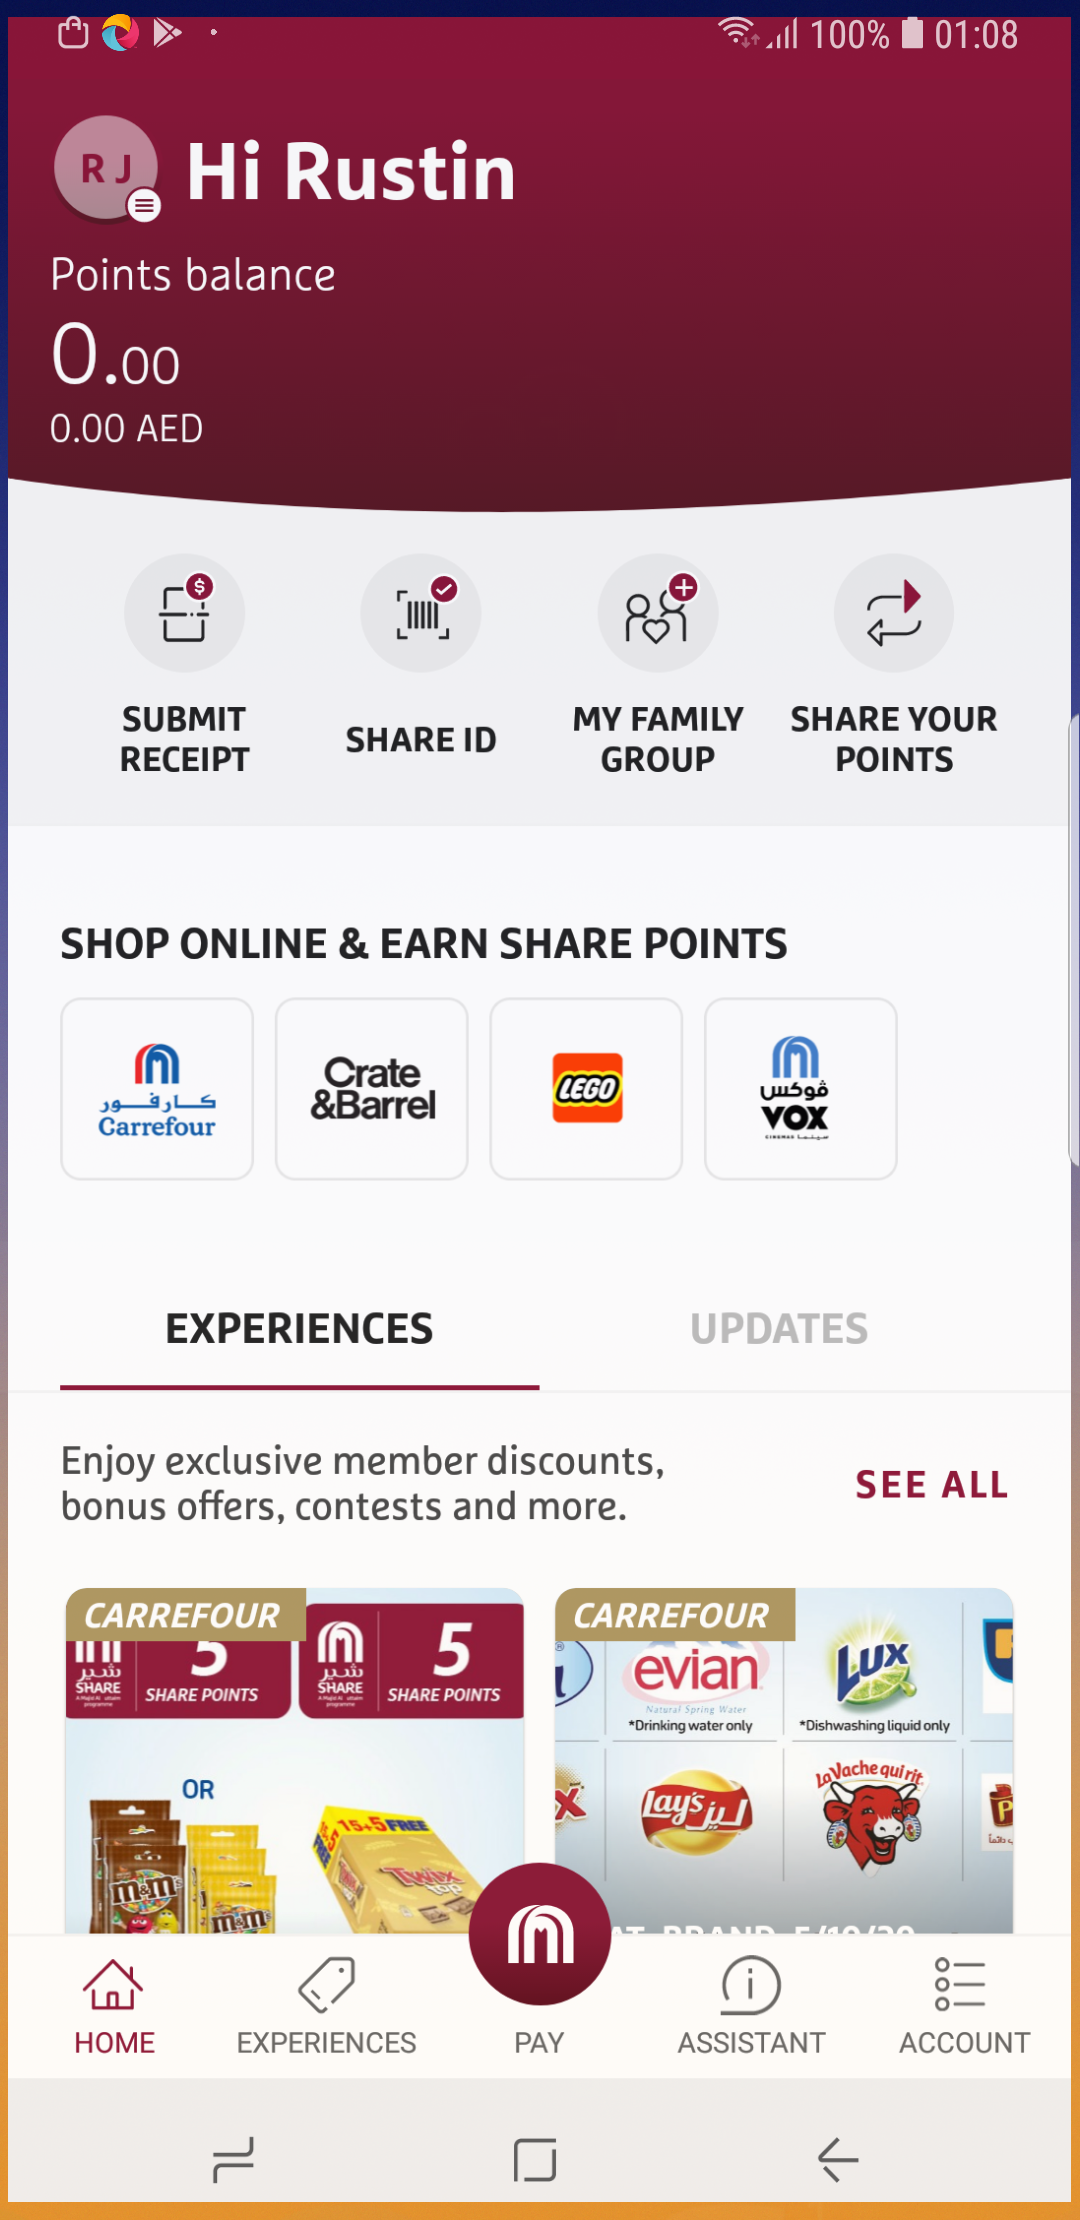 100% 01:08
R J
Hi Rustin
Points balance
0.00
0.00 AED
SUBMIT RECEIPT
SHARE ID
MY FAMILY GROUP
SHARE YOUR POINTS
SHOP ONLINE & EARN SHARE POINTS
كارفور
Carrefour
Crate
&Barrel
LEGO
ڤوكس
VOX
CINEMAS سينما
EXPERIENCES
UPDATES
Enjoy exclusive member discounts,
bonus offers, contests and more.
SEE ALL
CARREFOUR
شير
SHARE
5
SHARE POINTS
شير
SHARE
5
SHARE POINTS
OR
15+5 FREE
Twix
top
m&m's
m&m's
CARREFOUR
evian
Natural Spring Water
*Drinking water only
LUX
*Dishwashing liquid only
Lay's ليز
La Vache qui rit
HOME
EXPERIENCES
PAY
ASSISTANT
ACCOUNT